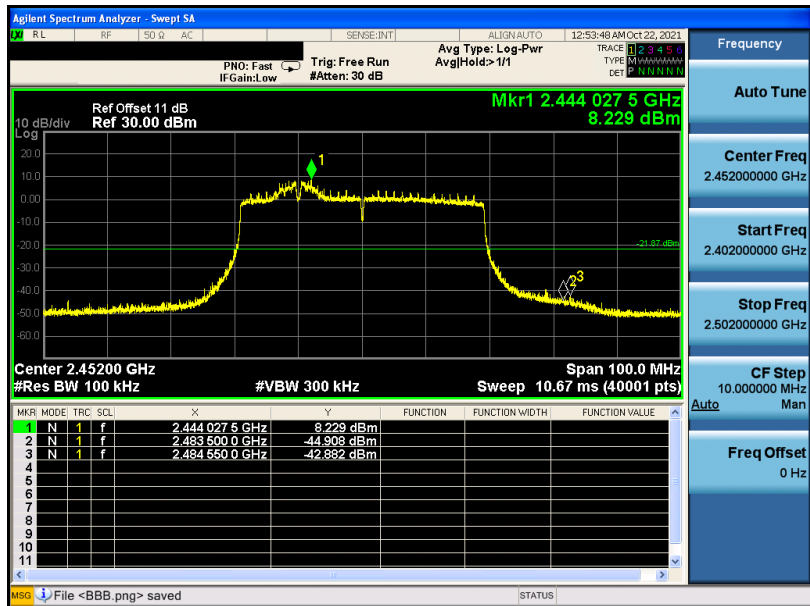 Agilent Spectrum Analyzer - Swept SA
LXI RL RF 50 Ω AC SENSE:INT ALIGN AUTO 12:53:48 AM Oct 22, 2021
Frequency
PNO: Fast Trig: Free Run Avg Type: Log-Pwr TRACE 1 2 3 4 5 6
IFGain:Low #Atten: 30 dB Avg|Hold:>1/1 TYPE MWWWWW
DET P N N N N N
Auto Tune
Ref Offset 11 dB Mkr1 2.444 027 5 GHz
10 dB/div Ref 30.00 dBm 8.229 dBm
Log
20.0
10.0
0.00
-10.0
-20.0
-30.0
-40.0
-50.0
-60.0
1
-21.87 dBm
2 3
Center 2.45200 GHz Span 100.0 MHz
#Res BW 100 kHz #VBW 300 kHz Sweep 10.67 ms (40001 pts)
Center Freq
2.452000000 GHz
Start Freq
2.402000000 GHz
Stop Freq
2.502000000 GHz
CF Step
10.000000 MHz
Auto Man
Freq Offset
0 Hz
MKR MODE TRC SCL X Y FUNCTION FUNCTION WIDTH FUNCTION VALUE
1 N 1 f 2.444 027 5 GHz 8.229 dBm
2 N 1 f 2.483 500 0 GHz -44.908 dBm
3 N 1 f 2.484 550 0 GHz -42.882 dBm
4
5
6
7
8
9
10
11
MSG File <BBB.png> saved STATUS